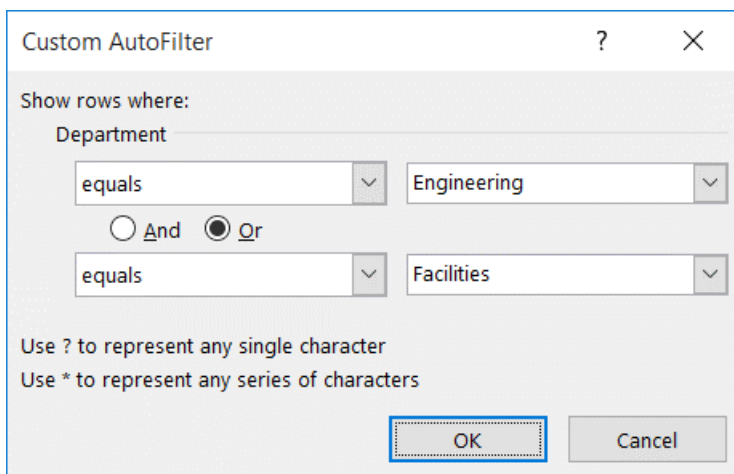 Custom AutoFilter ?
Show rows where:
Department
equals Engineering
And Or
equals Facilities
Use ? to represent any single character
Use * to represent any series of characters
OK Cancel